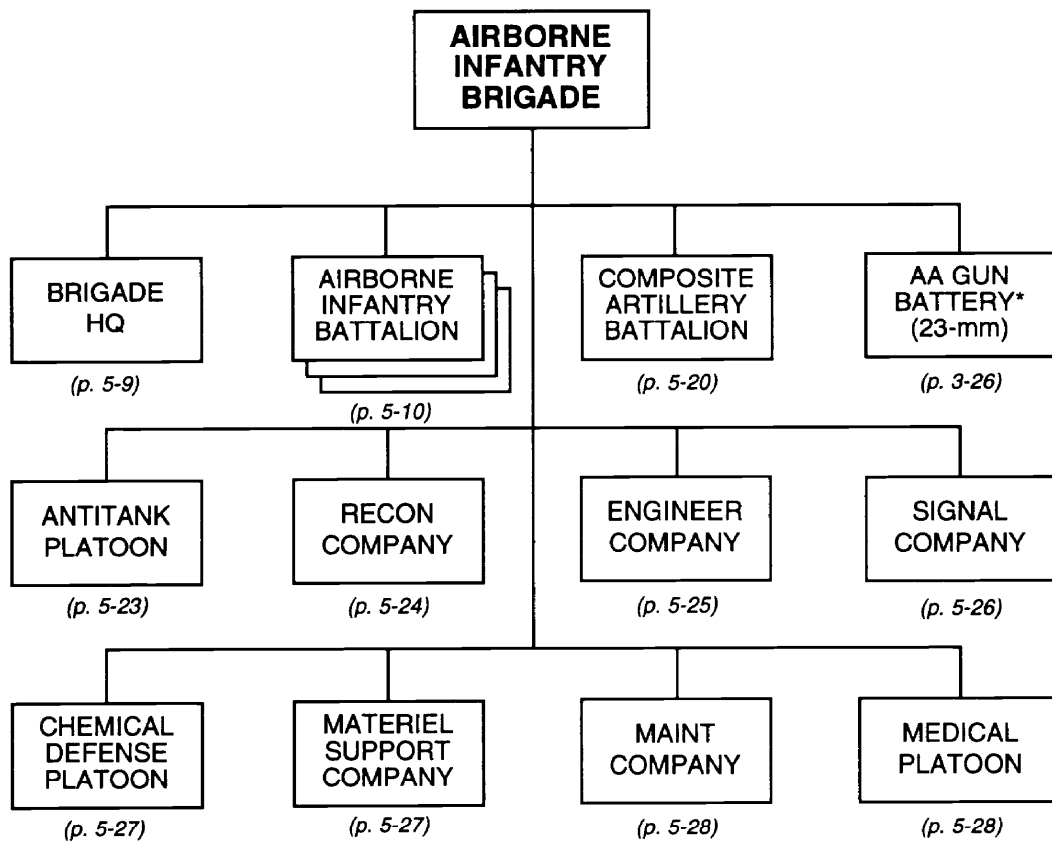 AIRBORNE
INFANTRY
BRIGADE
BRIGADE
HQ
(p. 5-9)
AIRBORNE
INFANTRY
BATTALION
(p. 5-10)
COMPOSITE
ARTILLERY
BATTALION
(p. 5-20)
AA GUN
BATTERY*
(23-mm)
(p. 3-26)
ANTITANK
PLATOON
(p. 5-23)
RECON
COMPANY
(p. 5-24)
ENGINEER
COMPANY
(p. 5-25)
SIGNAL
COMPANY
(p. 5-26)
CHEMICAL
DEFENSE
PLATOON
(p. 5-27)
MATERIEL
SUPPORT
COMPANY
(p. 5-27)
MAINT
COMPANY
(p. 5-28)
MEDICAL
PLATOON
(p. 5-28)